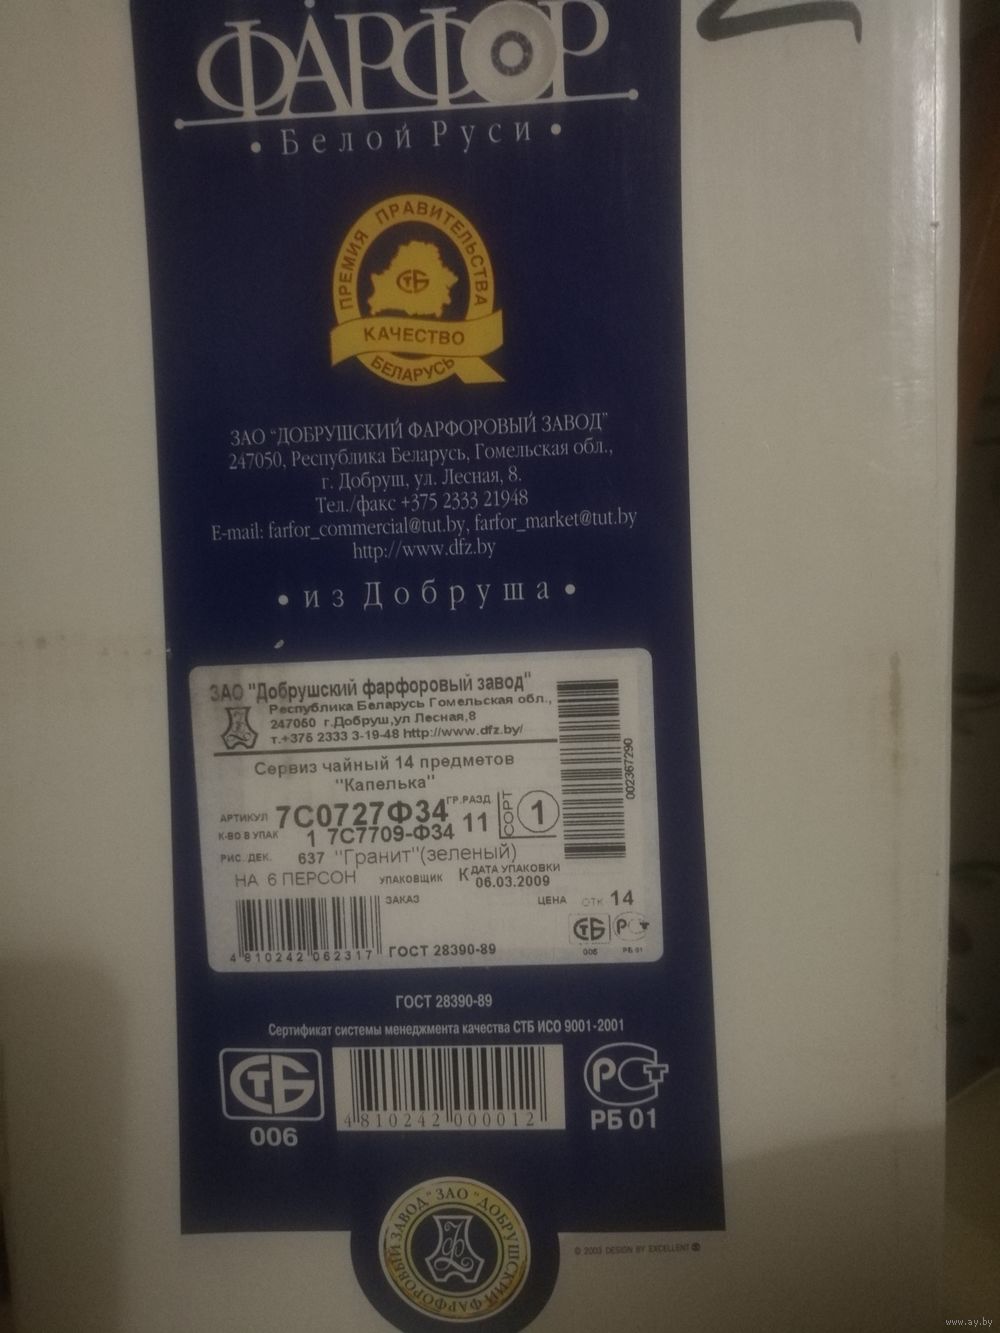 ФАРФОР
• Белой Руси •
ПРЕМИЯ ПРАВИТЕЛЬСТВА
СТБ
КАЧЕСТВО
БЕЛАРУСЬ
ЗАО "ДОБРУШСКИЙ ФАРФОРОВЫЙ ЗАВОД"
247050, Республика Беларусь, Гомельская обл.,
г. Добруш, ул. Лесная, 8.
Тел./факс +375 2333 21948
E-mail: farfor_commercial@tut.by, farfor_market@tut.by
http://www.dfz.by
• из Добруша •
ЗАО "Добрушский фарфоровый завод"
Республика Беларусь Гомельская обл.,
247050 г.Добруш,ул Лесная,8
т.+375 2333 3-19-48 http://www.dfz.by/
Сервиз чайный 14 предметов
"Капелька"
АРТИКУЛ 7С0727Ф34 ГР.РАЗД. 11 СОРТ 1
К-ВО В УПАК 1 7С7709-Ф34
РИС. ДЕК. 637 "Гранит"(зеленый)
НА 6 ПЕРСОН УПАКОВЩИК К ДАТА УПАКОВКИ
06.03.2009
ЗАКАЗ ЦЕНА ОТК 14
002367290
4 810242 062317
ГОСТ 28390-89
СТБ
006
РСТ
РБ 01
ГОСТ 28390-89
Сертификат системы менеджмента качества СТБ ИСО 9001-2001
СТБ
006
4 810242 000012
РСТ
РБ 01
ЗАО "ДОБРУШСКИЙ ФАРФОРОВЫЙ ЗАВОД"
© 2003 DESIGN BY EXCELLENT
www.ay.by